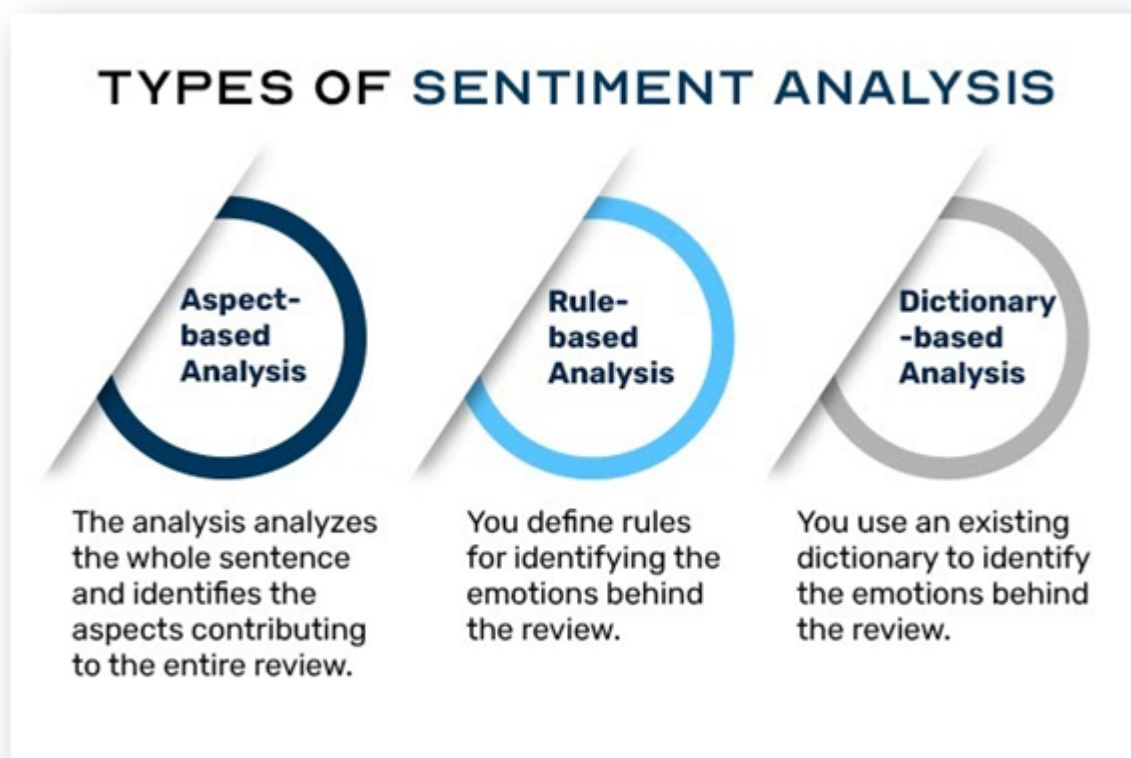 TYPES OF SENTIMENT ANALYSIS
Aspect-
based
Analysis
The analysis analyzes
the whole sentence
and identifies the
aspects contributing
to the entire review.
Rule-
based
Analysis
You define rules
for identifying the
emotions behind
the review.
Dictionary
-based
Analysis
You use an existing
dictionary to identify
the emotions behind
the review.